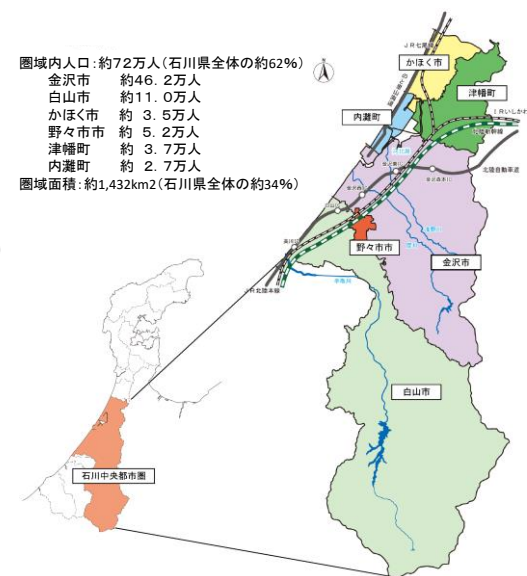 圏域内人口：約72万人（石川県全体の約62%）
金沢市　約46．2万人
白山市　約11．0万人
かほく市　約 3．5万人
野々市市　約 5．2万人
津幡町　約 3．7万人
内灘町　約 2．7万人
圏域面積：約1,432km2（石川県全体の約34%）
JR七尾線
かほく市
津幡町
内灘町
IRいしかわ
北陸新幹線
北陸自動車道
野々市市
金沢市
JR北陸本線
白山市
石川中央都市圏